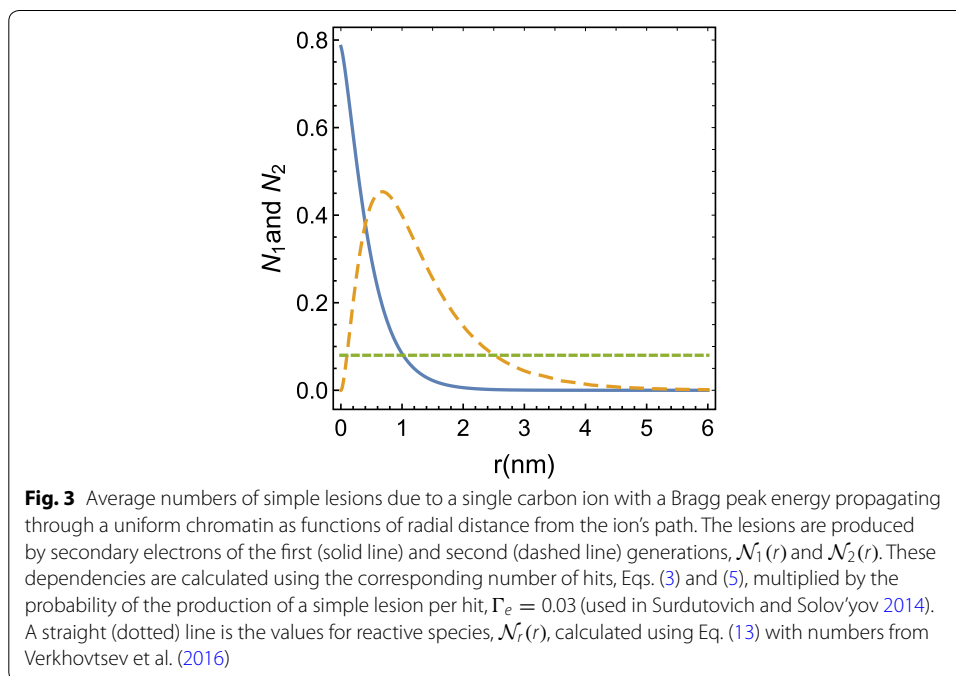 0.8
0.6
0.4
0.2
0.0
N₁and N₂
0 1 2 3 4 5 6
r(nm)
Fig. 3 Average numbers of simple lesions due to a single carbon ion with a Bragg peak energy propagating
through a uniform chromatin as functions of radial distance from the ion’s path. The lesions are produced
by secondary electrons of the first (solid line) and second (dashed line) generations, 𝒩₁(r) and 𝒩₂(r). These
dependencies are calculated using the corresponding number of hits, Eqs. (3) and (5), multiplied by the
probability of the production of a simple lesion per hit, Γₑ = 0.03 (used in Surdutovich and Solov’yov 2014).
A straight (dotted) line is the values for reactive species, 𝒩ᵣ(r), calculated using Eq. (13) with numbers from
Verkhovtsev et al. (2016)